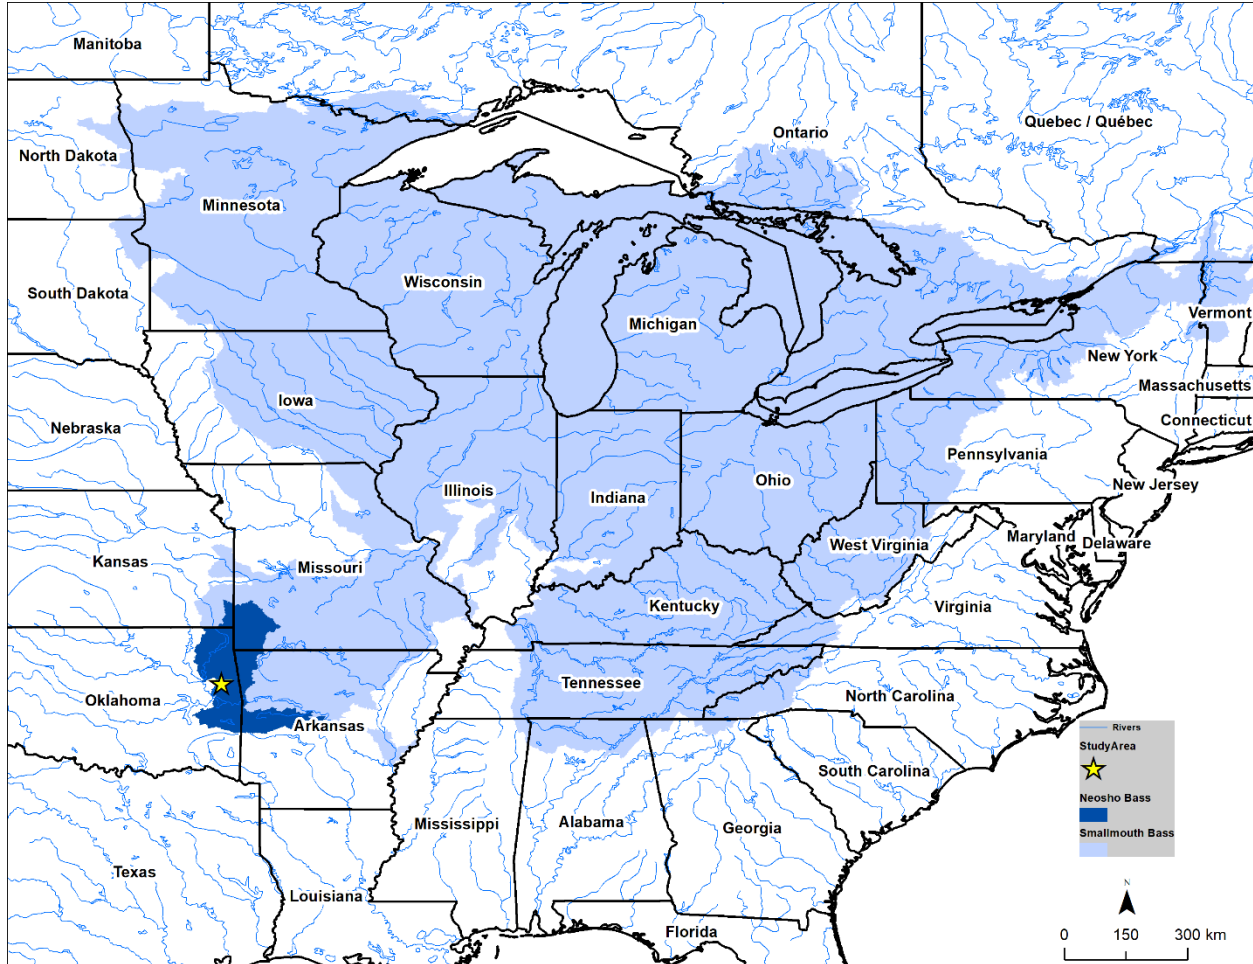 Manitoba
Ontario
Quebec / Québec
North Dakota
Minnesota
South Dakota
Wisconsin
Michigan
Vermont
New York
Massachusetts
Iowa
Connecticut
Nebraska
Pennsylvania
Illinois
Indiana
Ohio
New Jersey
Kansas
Missouri
West Virginia
Maryland
Delaware
Kentucky
Virginia
Oklahoma
Arkansas
Tennessee
North Carolina
South Carolina
Mississippi
Alabama
Georgia
Texas
Louisiana
Florida
Rivers
StudyArea
Neosho Bass
Smallmouth Bass
N
0 150 300 km